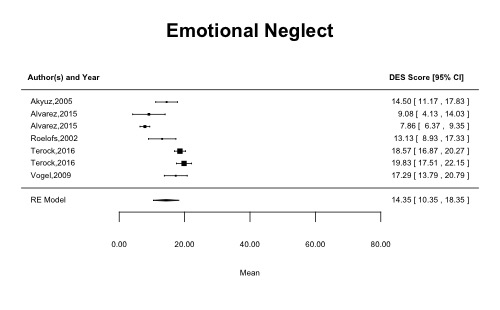 Emotional Neglect
Author(s) and Year DES Score [95% CI]
Akyuz,2005 14.50 [ 11.17 , 17.83 ]
Alvarez,2015 9.08 [ 4.13 , 14.03 ]
Alvarez,2015 7.86 [ 6.37 , 9.35 ]
Roelofs,2002 13.13 [ 8.93 , 17.33 ]
Terock,2016 18.57 [ 16.87 , 20.27 ]
Terock,2016 19.83 [ 17.51 , 22.15 ]
Vogel,2009 17.29 [ 13.79 , 20.79 ]
RE Model 14.35 [ 10.35 , 18.35 ]
0.00 20.00 40.00 60.00 80.00
Mean